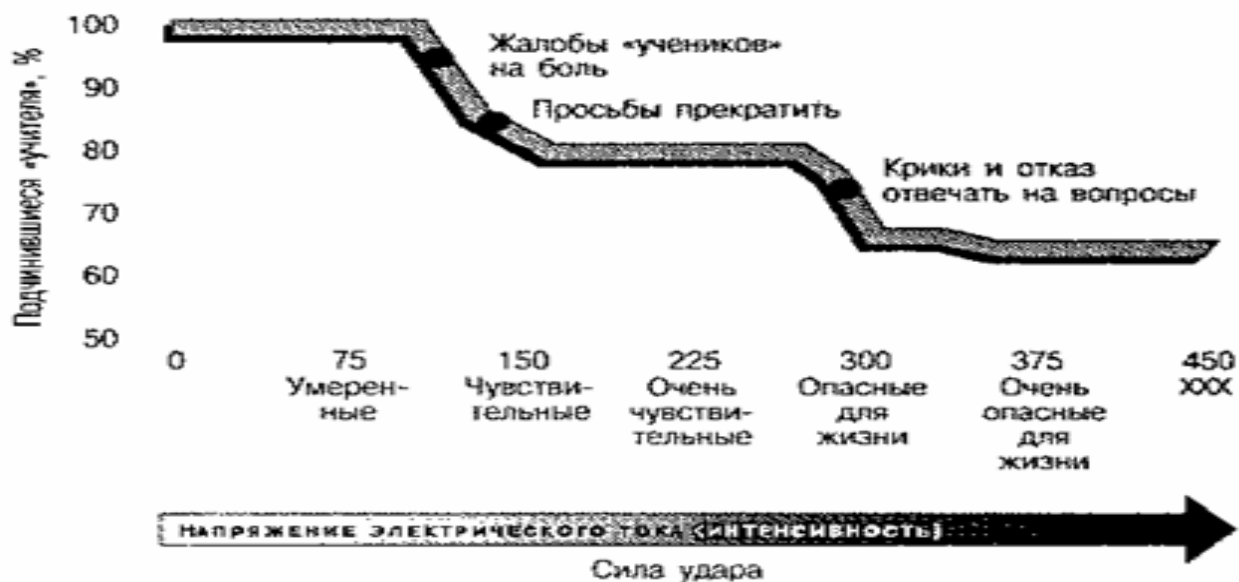 Подчинившиеся «учителя», %
100
90
80
70
60
50
Жалобы «учеников»
на боль
Просьбы прекратить
Крики и отказ
отвечать на вопросы
0 75 150 225 300 375 450
Умерен- Чувстви- Очень Опасные Очень XXX
ные тельные чувстви- для опасные
тельные жизни для
жизни
НАПРЯЖЕНИЕ ЭЛЕКТРИЧЕСКОГО ТОКА (ИНТЕНСИВНОСТЬ)
Сила удара